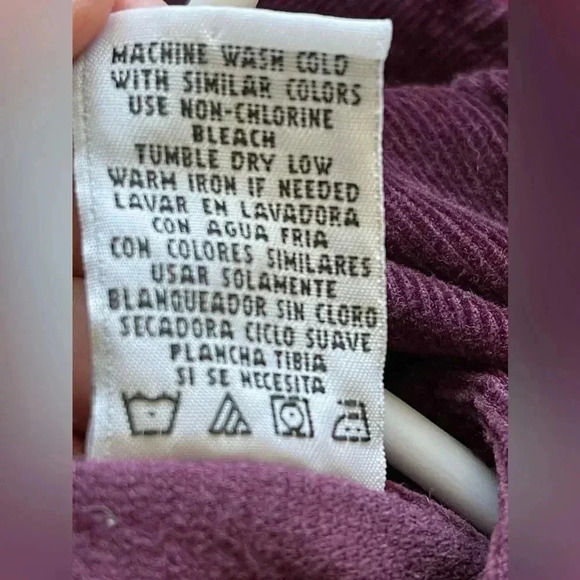 MACHINE WASH COLD
WITH SIMILAR COLORS
USE NON-CHLORINE
BLEACH
TUMBLE DRY LOW
WARM IRON IF NEEDED
LAVAR EN LAVADORA
CON AGUA FRIA
CON COLORES SIMILARES
USAR SOLAMENTE
BLANQUEADOR SIN CLORO
SECADORA CICLO SUAVE
PLANCHA TIBIA
SI SE NECESITA